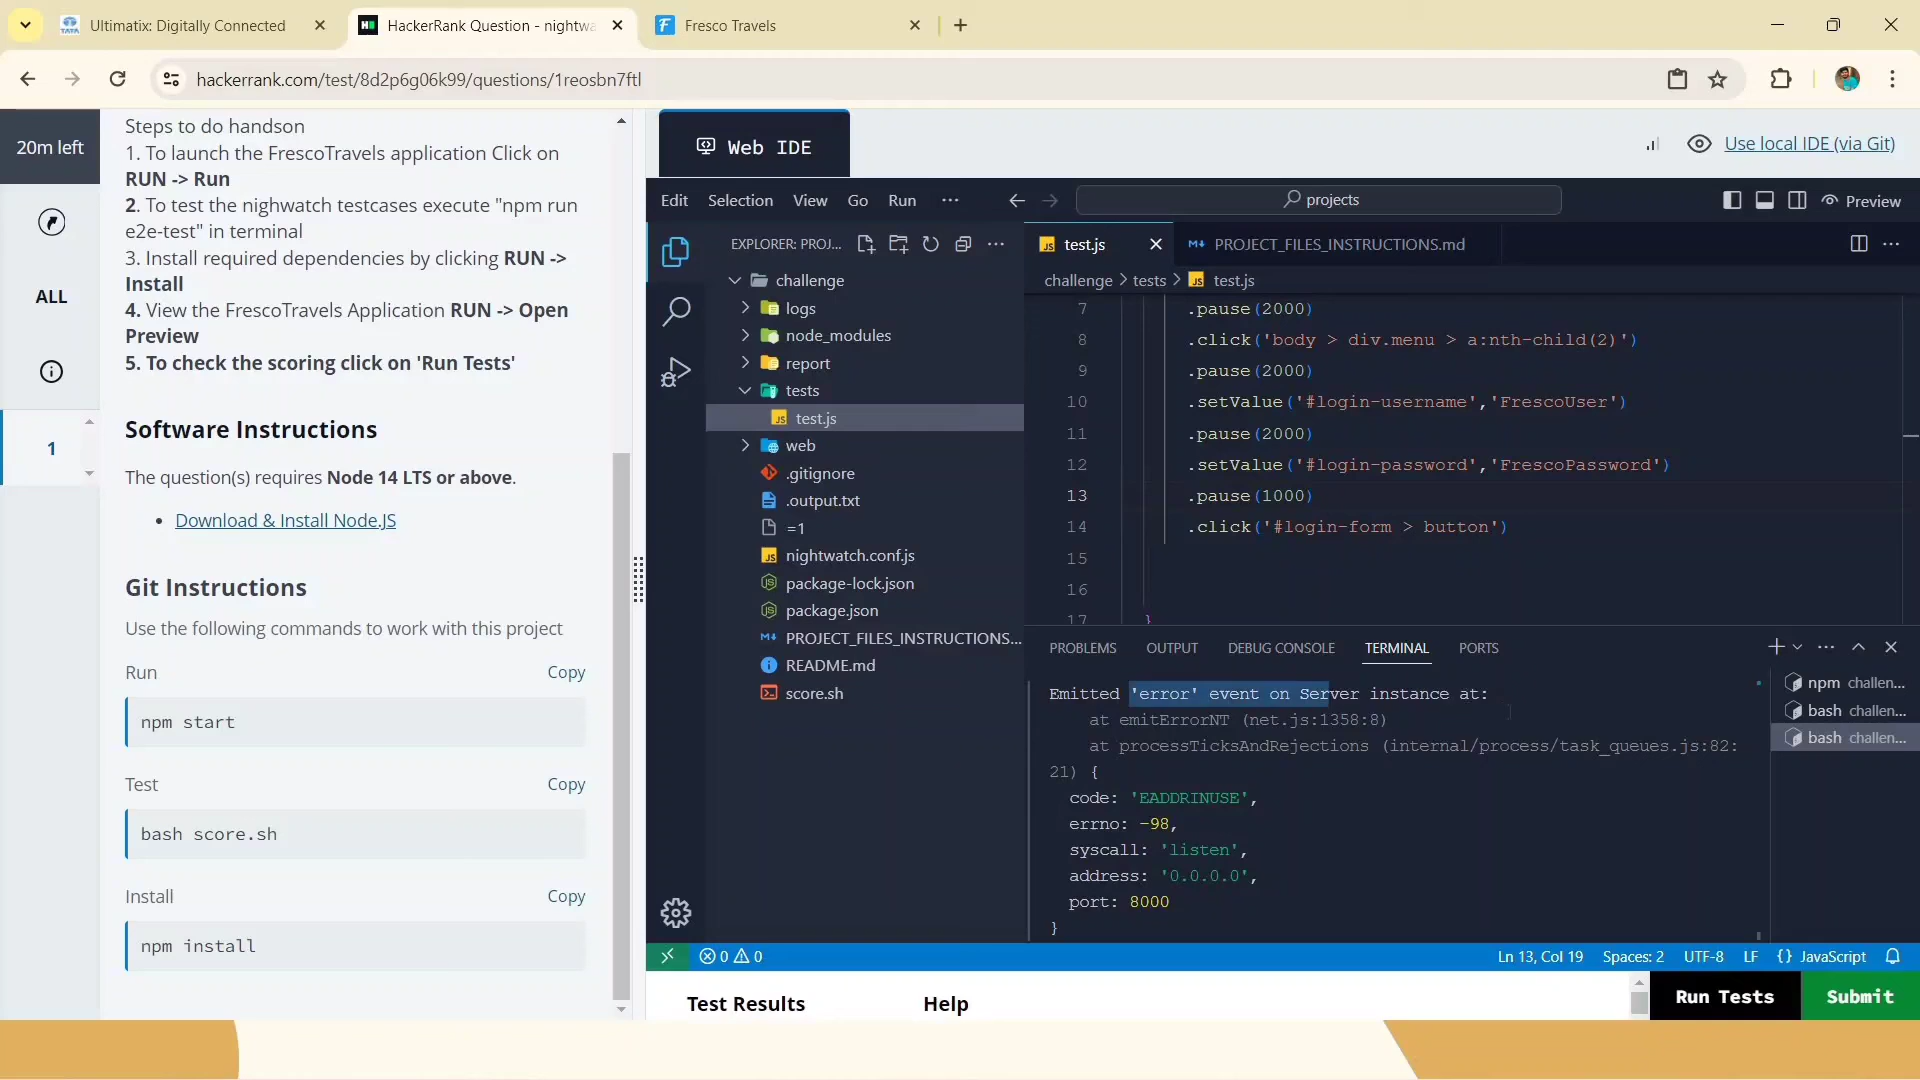 Ultimatix: Digitally Connected
HackerRank Question - nightwa
Fresco Travels
hackerrank.com/test/8d2p6g06k99/questions/1reosbn7ftl
20m left
ALL
1
Steps to do handson
1. To launch the FrescoTravels application Click on
RUN -> Run
2. To test the nighwatch testcases execute "npm run
e2e-test" in terminal
3. Install required dependencies by clicking RUN ->
Install
4. View the FrescoTravels Application RUN -> Open
Preview
5. To check the scoring click on 'Run Tests'
Software Instructions
The question(s) requires Node 14 LTS or above.
• Download & Install Node.JS
Git Instructions
Use the following commands to work with this project
Run Copy
npm start
Test Copy
bash score.sh
Install Copy
npm install
Web IDE
Use local IDE (via Git)
Edit Selection View Go Run ···
projects
Preview
EXPLORER: PROJ...
challenge
logs
node_modules
report
tests
test.js
web
.gitignore
.output.txt
=1
nightwatch.conf.js
package-lock.json
package.json
PROJECT_FILES_INSTRUCTIONS...
README.md
score.sh
test.js
PROJECT_FILES_INSTRUCTIONS.md
challenge > tests > test.js
7 .pause(2000)
8 .click('body > div.menu > a:nth-child(2)')
9 .pause(2000)
10 .setValue('#login-username','FrescoUser')
11 .pause(2000)
12 .setValue('#login-password','FrescoPassword')
13 .pause(1000)
14 .click('#login-form > button')
15
16
17 }
PROBLEMS OUTPUT DEBUG CONSOLE TERMINAL PORTS
Emitted 'error' event on Server instance at:
at emitErrorNT (net.js:1358:8)
at processTicksAndRejections (internal/process/task_queues.js:82:
21) {
code: 'EADDRINUSE',
errno: -98,
syscall: 'listen',
address: '0.0.0.0',
port: 8000
}
npm challen...
bash challen...
bash challen...
0 0
Ln 13, Col 19 Spaces: 2 UTF-8 LF {} JavaScript
Test Results Help
Run Tests Submit